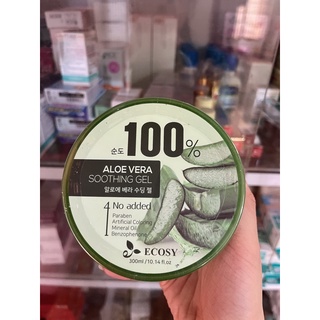 순도 100%
ALOE VERA
SOOTHING GEL
알로에 베라 수딩 젤
4 No added
Paraben
Artificial Coloring
Mineral Oil
Benzophenone
ECOSY
300ml/10.14 fl oz.